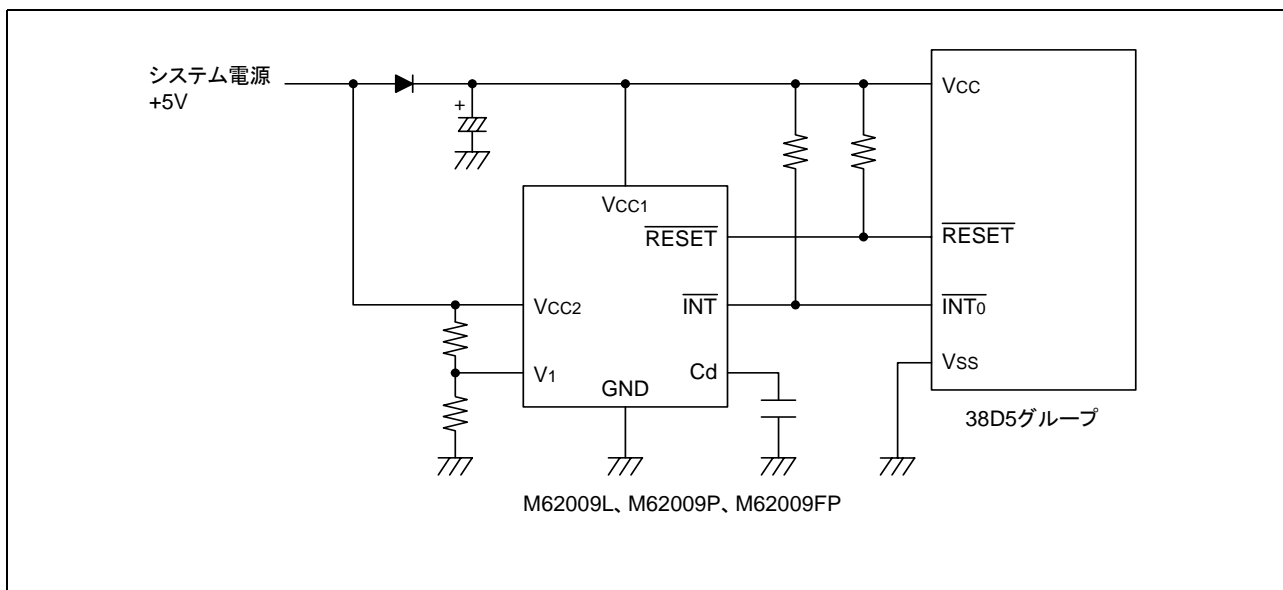 システム電源
+5V
+
VCC
VCC1
RESET
RESET
VCC2
INT
INT0
V1
Cd
VSS
GND
38D5グループ
M62009L、M62009P、M62009FP